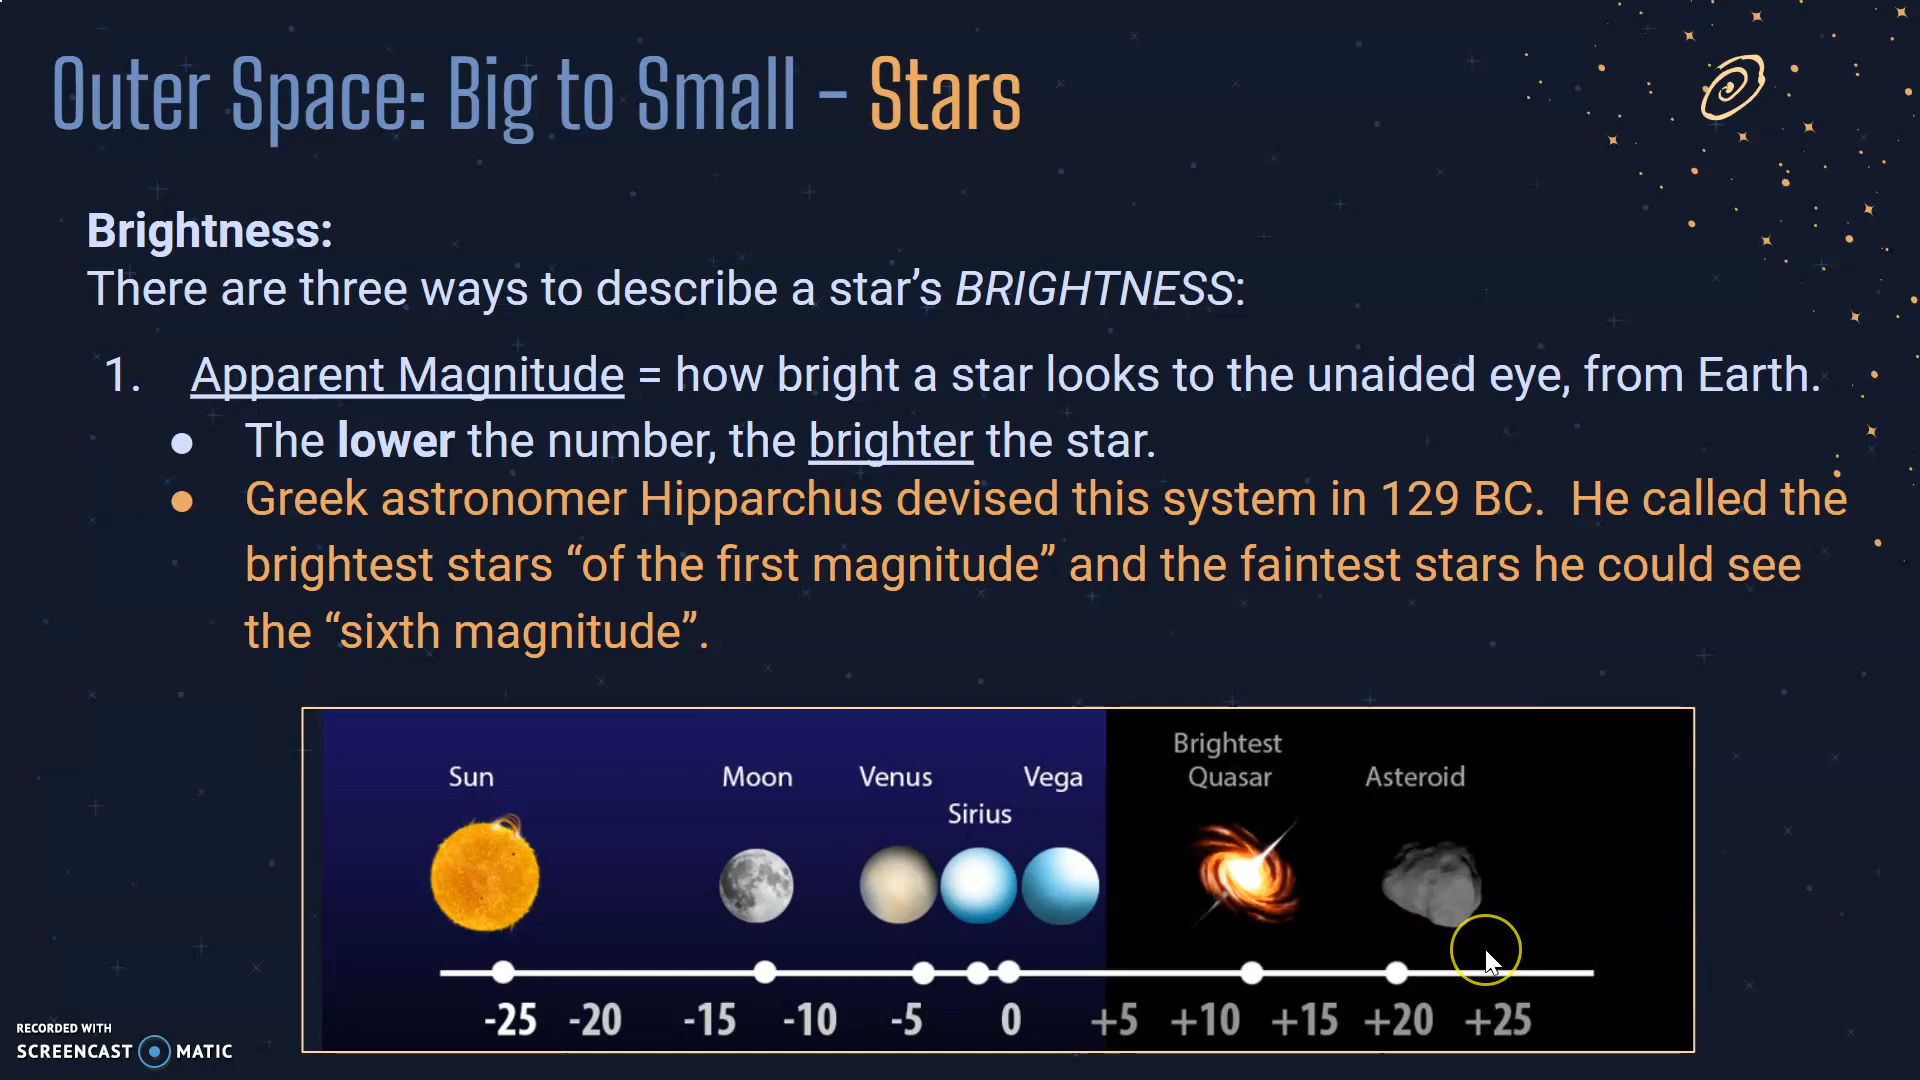 Outer Space: Big to Small - Stars
Brightness:
There are three ways to describe a star’s BRIGHTNESS:
1. Apparent Magnitude = how bright a star looks to the unaided eye, from Earth.
● The lower the number, the brighter the star.
● Greek astronomer Hipparchus devised this system in 129 BC.  He called the
brightest stars “of the first magnitude” and the faintest stars he could see
the “sixth magnitude”.
Brightest
Sun Moon Venus Vega Quasar Asteroid
Sirius
-25 -20 -15 -10 -5 0 +5 +10 +15 +20 +25
RECORDED WITH
SCREENCAST MATIC